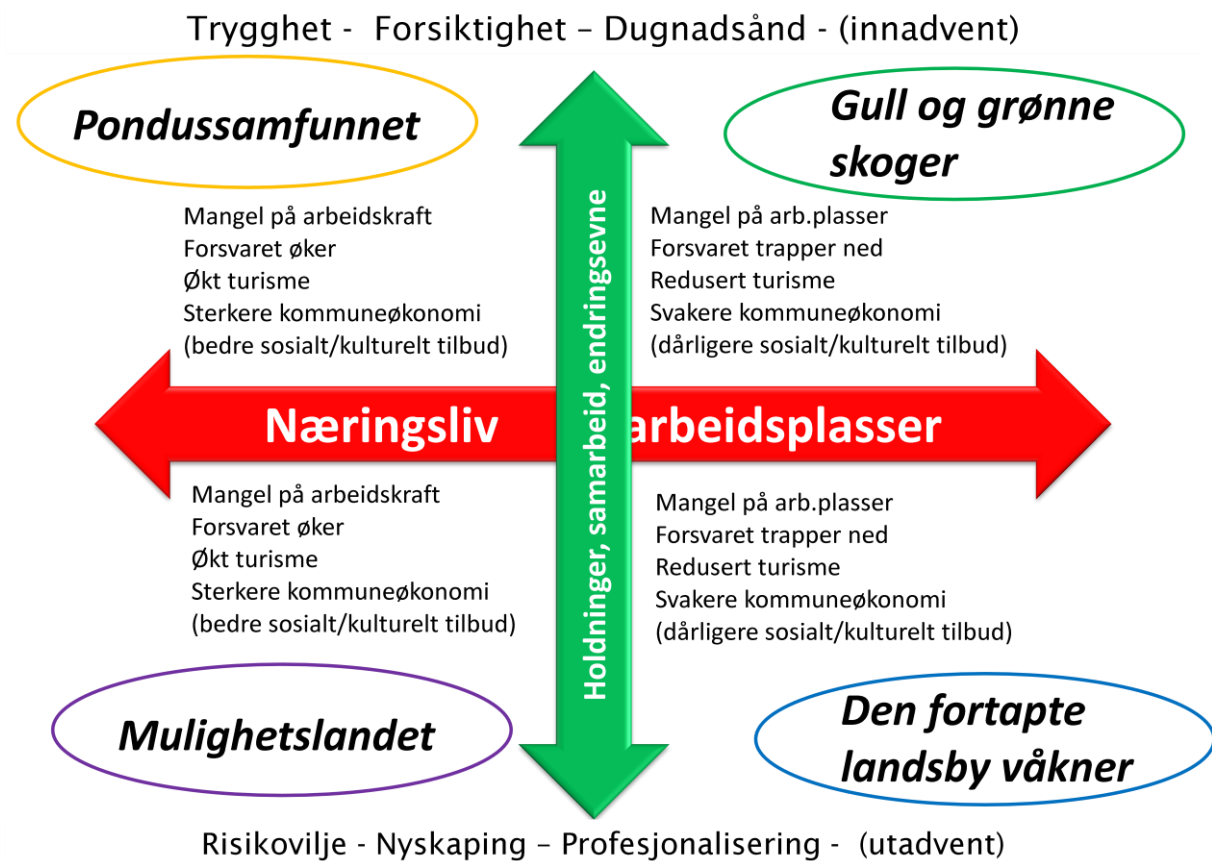 Trygghet - Forsiktighet – Dugnadsånd - (innadvent)
Pondussamfunnet
Gull og grønne
skoger
Mangel på arbeidskraft
Forsvaret øker
Økt turisme
Sterkere kommuneøkonomi
(bedre sosialt/kulturelt tilbud)
Mangel på arb.plasser
Forsvaret trapper ned
Redusert turisme
Svakere kommuneøkonomi
(dårligere sosialt/kulturelt tilbud)
Holdninger, samarbeid, endringsevne
Næringsliv arbeidsplasser
Mangel på arbeidskraft
Forsvaret øker
Økt turisme
Sterkere kommuneøkonomi
(bedre sosialt/kulturelt tilbud)
Mangel på arb.plasser
Forsvaret trapper ned
Redusert turisme
Svakere kommuneøkonomi
(dårligere sosialt/kulturelt tilbud)
Mulighetslandet
Den fortapte
landsby våkner
Risikovilje - Nyskaping – Profesjonalisering - (utadvent)